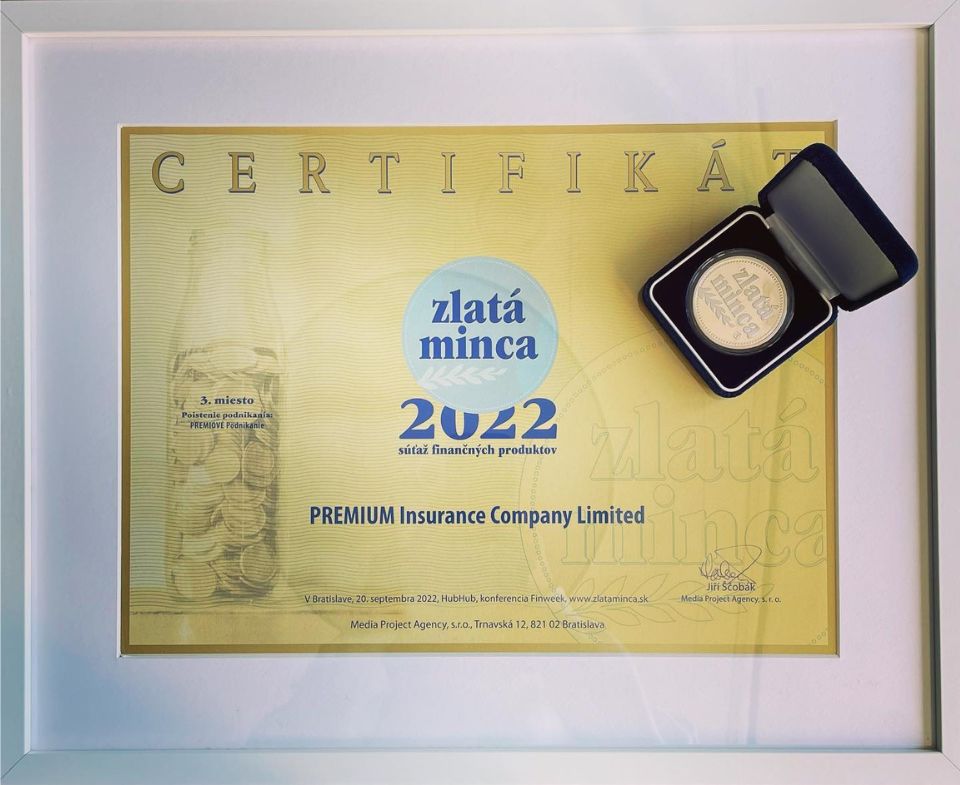 CERTIFIKÁT
zlatá
minca
zlatá
minca
2022
súťaž finančných produktov
3. miesto
Poistenie podnikania:
PREMIOVÉ Podnikanie
zlatá
minca
PREMIUM Insurance Company Limited
Jiří Ščobák
V Bratislave, 20. septembra 2022, HubHub, konferencia Finweek, www.zlataminca.sk
Media Project Agency, s. r. o.
Media Project Agency, s.r.o., Trnavská 12, 821 02 Bratislava